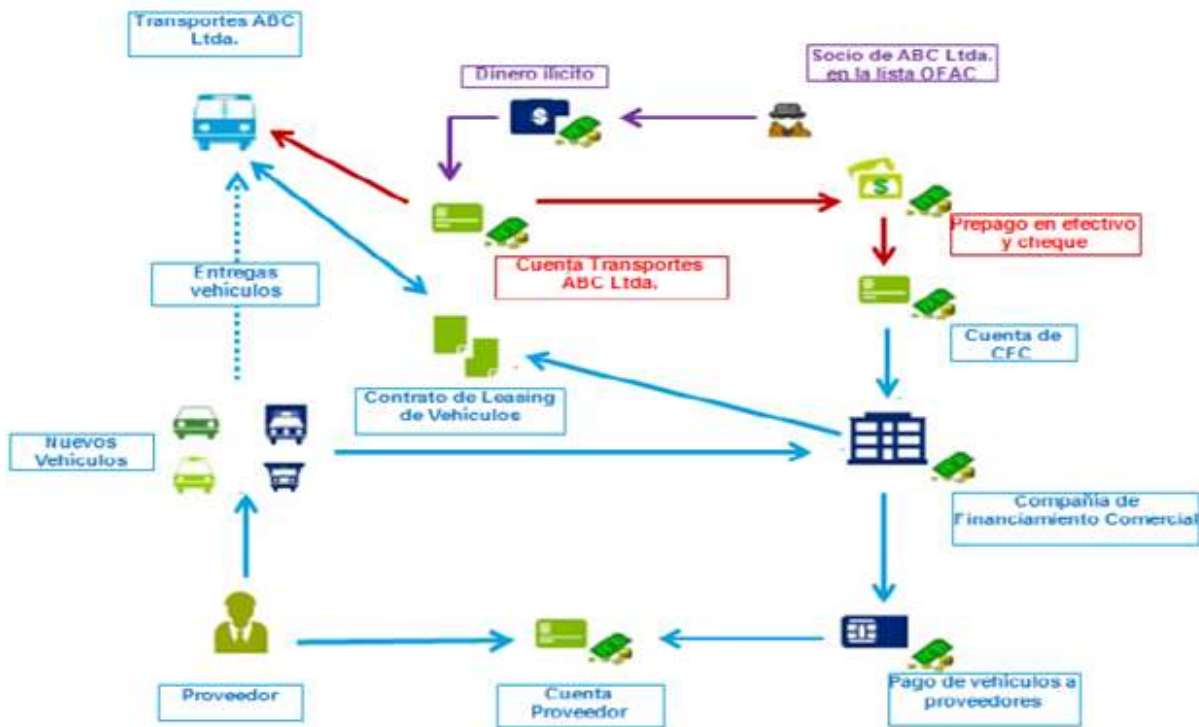 Transportes ABC
Ltda.
Dinero ilicito
Socio de ABC Ltda.
en la lista OFAC
Prepago en efectivo
y cheque
Entregas
vehículos
Cuenta Transportes
ABC Ltda.
Cuenta de
CFC
Contrato de Leasing
de Vehículos
Nuevos
Vehículos
Compañía de
Financiamiento Comercial
Proveedor
Cuenta
Proveedor
Pago de vehículos a
proveedores